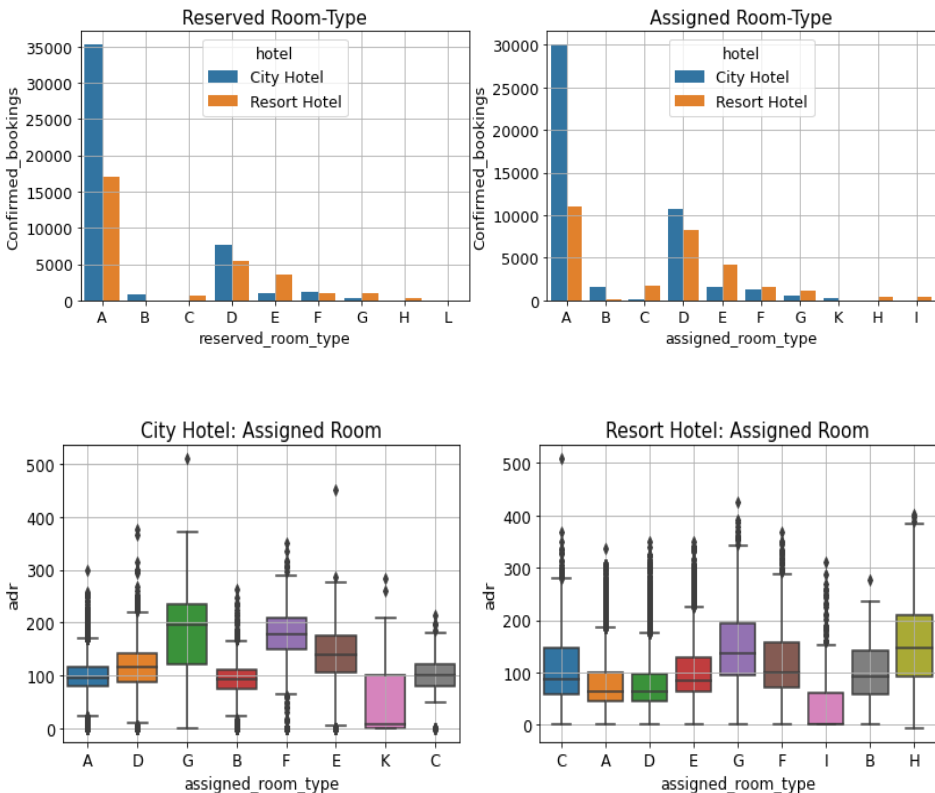 Reserved Room-Type
Confirmed_bookings
35000
30000
25000
20000
15000
10000
5000
0
hotel
City Hotel
Resort Hotel
A B C D E F G H L
reserved_room_type
Assigned Room-Type
Confirmed_bookings
30000
25000
20000
15000
10000
5000
0
hotel
City Hotel
Resort Hotel
A B C D E F G K H I
assigned_room_type
City Hotel: Assigned Room
adr
500
400
300
200
100
0
A D G B F E K C
assigned_room_type
Resort Hotel: Assigned Room
adr
500
400
300
200
100
0
C A D E G F I B H
assigned_room_type